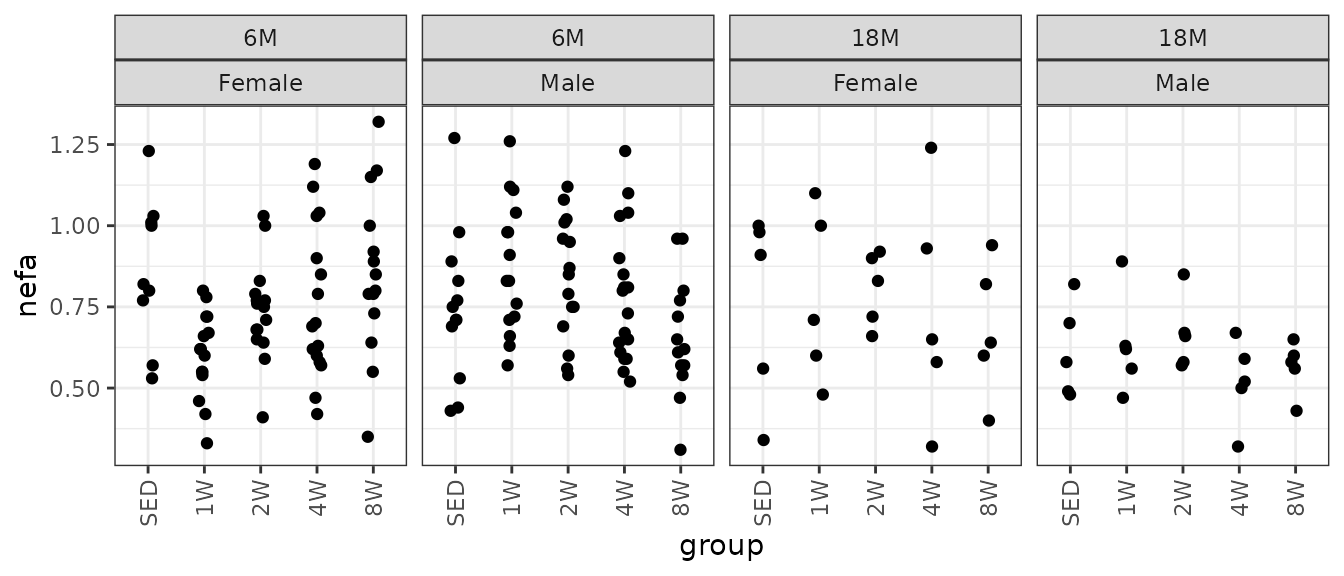 6M 6M 18M 18M
Female Male Female Male
1.25
1.00
0.75
0.50
nefa
SED 1W 2W 4W 8W SED 1W 2W 4W 8W SED 1W 2W 4W 8W SED 1W 2W 4W 8W
group